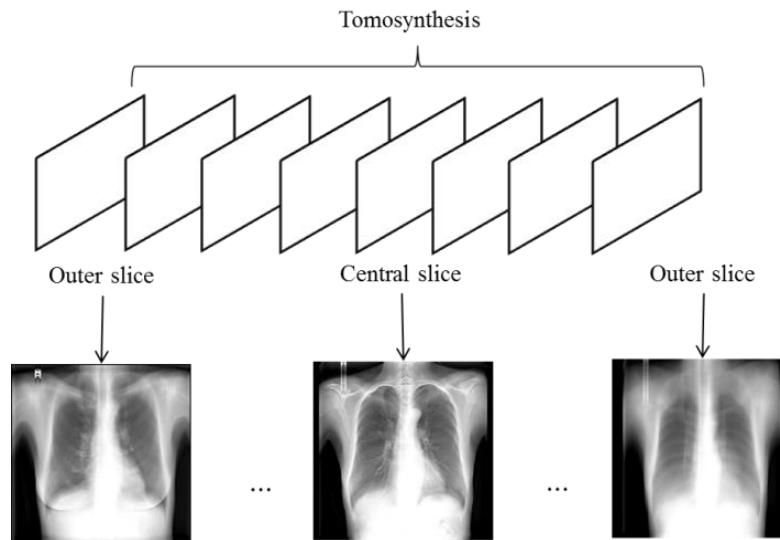 Tomosynthesis
Outer slice
Central slice
Outer slice
...
...